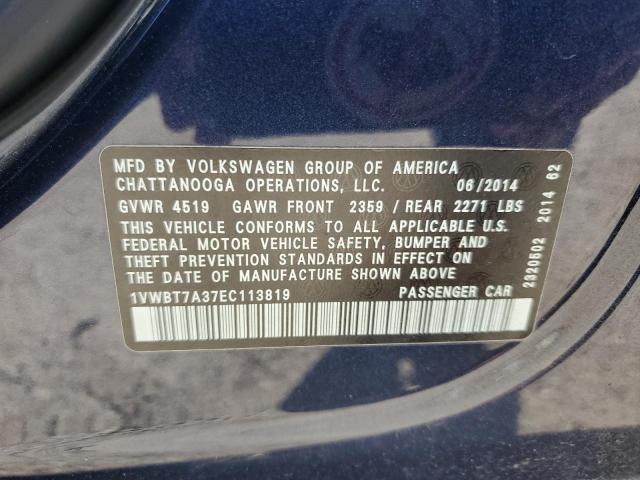 MFD BY VOLKSWAGEN GROUP OF AMERICA
CHATTANOOGA OPERATIONS, LLC. 06/2014
GVWR 4519 GAWR FRONT 2359 / REAR 2271 LBS
THIS VEHICLE CONFORMS TO ALL APPLICABLE U.S.
FEDERAL MOTOR VEHICLE SAFETY, BUMPER AND
THEFT PREVENTION STANDARDS IN EFFECT ON
THE DATE OF MANUFACTURE SHOWN ABOVE
1VWBT7A37EC113819 PASSENGER CAR
2320502 2014 62